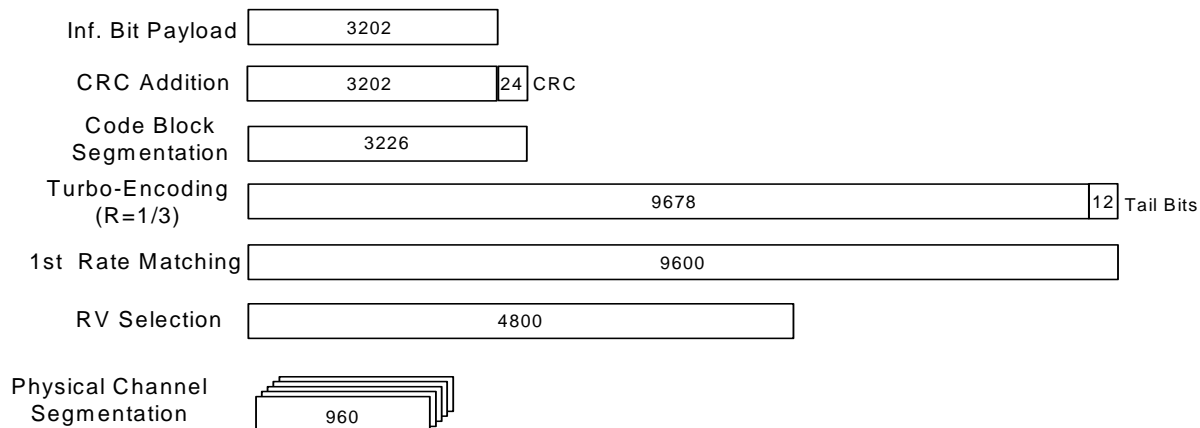 Inf. Bit Payload 3202
CRC Addition 3202 24 CRC
Code Block
Segmentation 3226
Turbo-Encoding
(R=1/3) 9678 12 Tail Bits
1st Rate Matching 9600
RV Selection 4800
Physical Channel
Segmentation 960